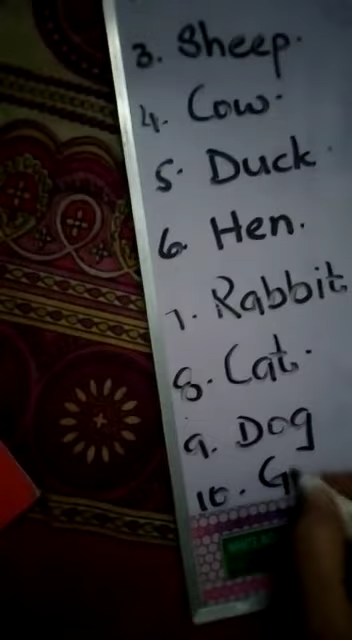 3. Sheep.
4. Cow.
5. Duck.
6. Hen.
7. Rabbit
8. Cat.
9. Dog
10. G